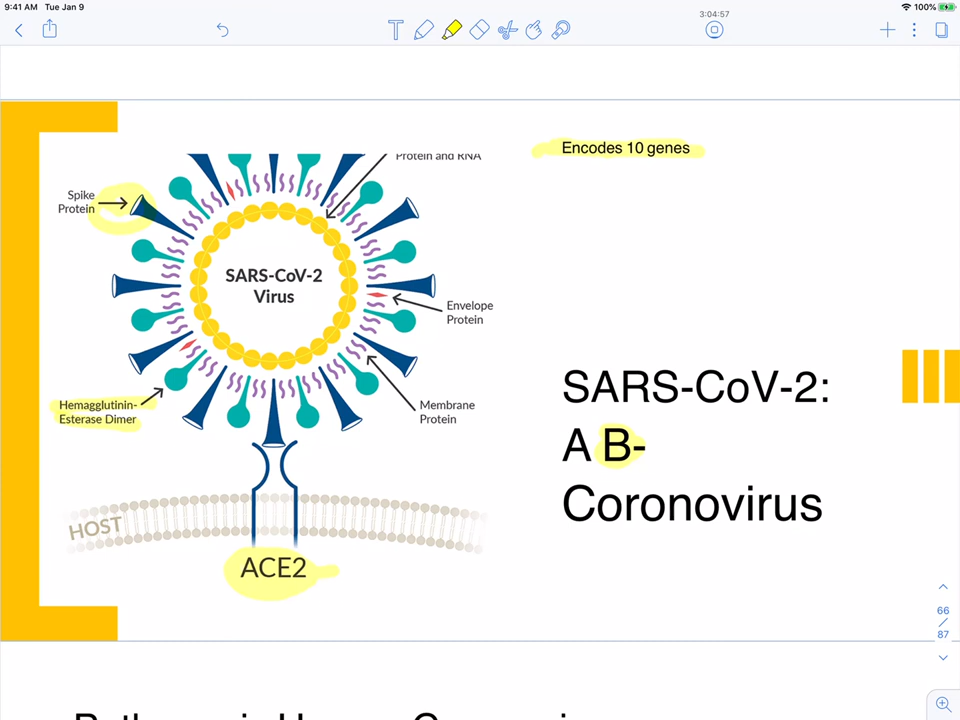 9:41 AM Tue Jan 9
100%
3:04:57
Protein and RNA
Encodes 10 genes
Spike
Protein
SARS-CoV-2
Virus
Envelope
Protein
Hemagglutinin-
Esterase Dimer
Membrane
Protein
SARS-CoV-2:
A B-
Coronovirus
HOST
ACE2
66
/
87